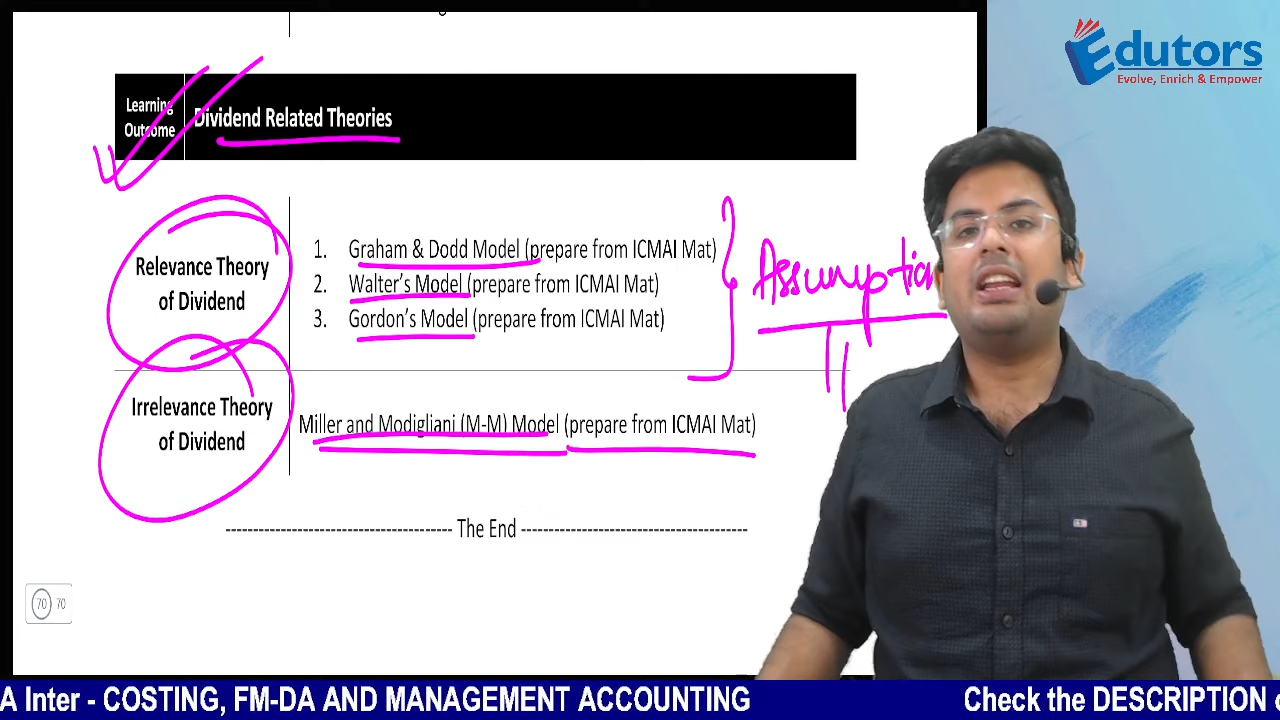 Edutors
Evolve, Enrich & Empower
Learning
Outcome
Dividend Related Theories
Relevance Theory
of Dividend
1. Graham & Dodd Model (prepare from ICMAI Mat)
2. Walter's Model (prepare from ICMAI Mat)
3. Gordon's Model (prepare from ICMAI Mat)
Assumption
Irrelevance Theory
of Dividend
Miller and Modigliani (M-M) Model (prepare from ICMAI Mat)
---------------------------------------- The End ----------------------------------------
70 70
A Inter - COSTING, FM-DA AND MANAGEMENT ACCOUNTING
Check the DESCRIPTION